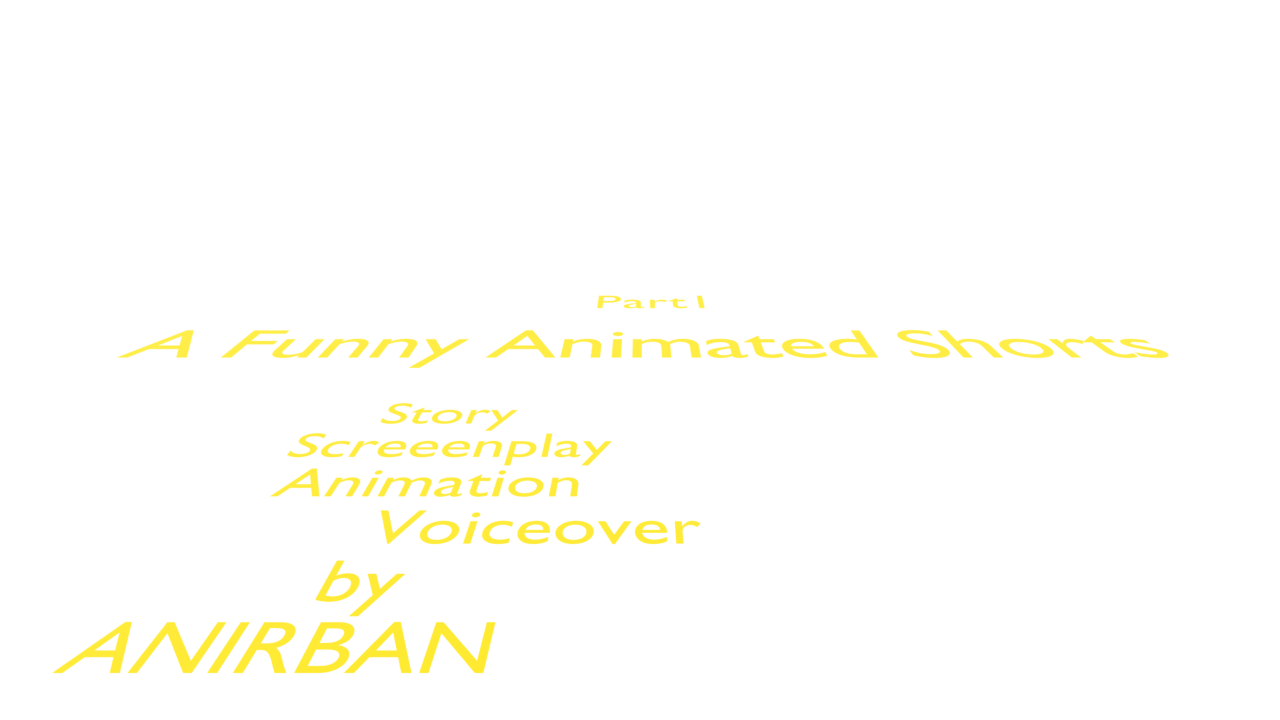 Part I
A Funny Animated Shorts
Story
Screeenplay
Animation
Voiceover
by
ANIRBAN